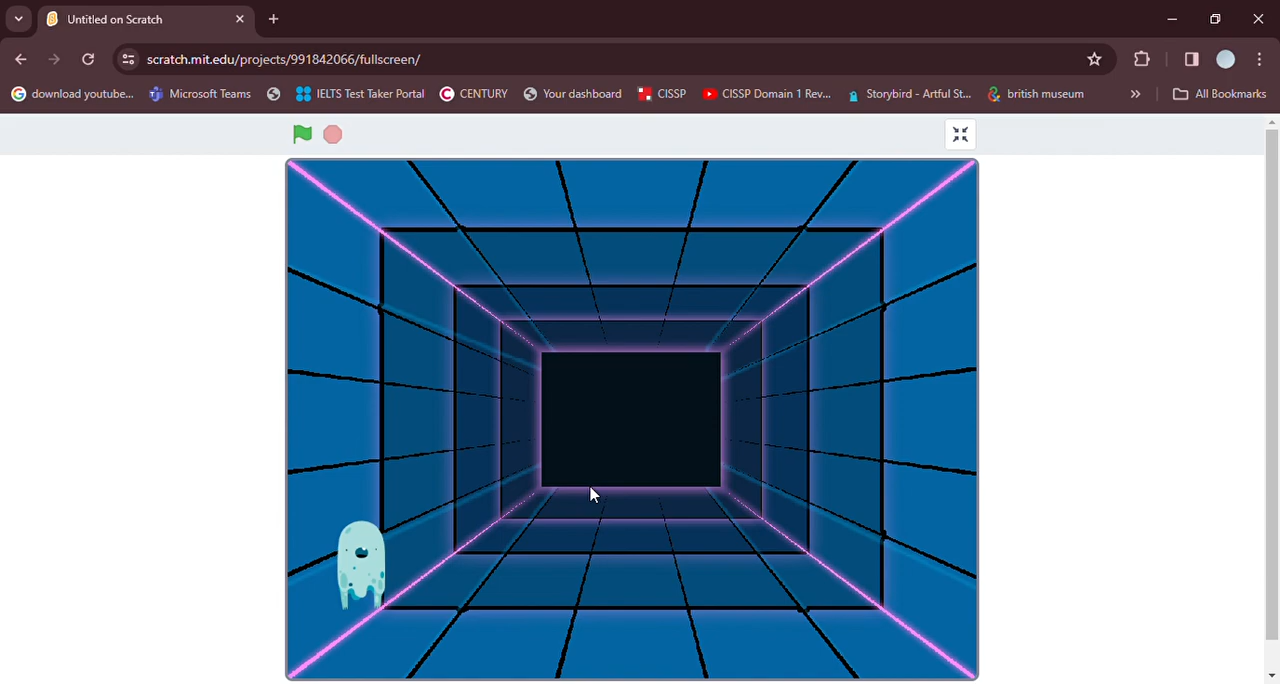 Untitled on Scratch
scratch.mit.edu/projects/991842066/fullscreen/
download youtube... Microsoft Teams IELTS Test Taker Portal CENTURY Your dashboard CISSP CISSP Domain 1 Rev... Storybird - Artful St... british museum » All Bookmarks